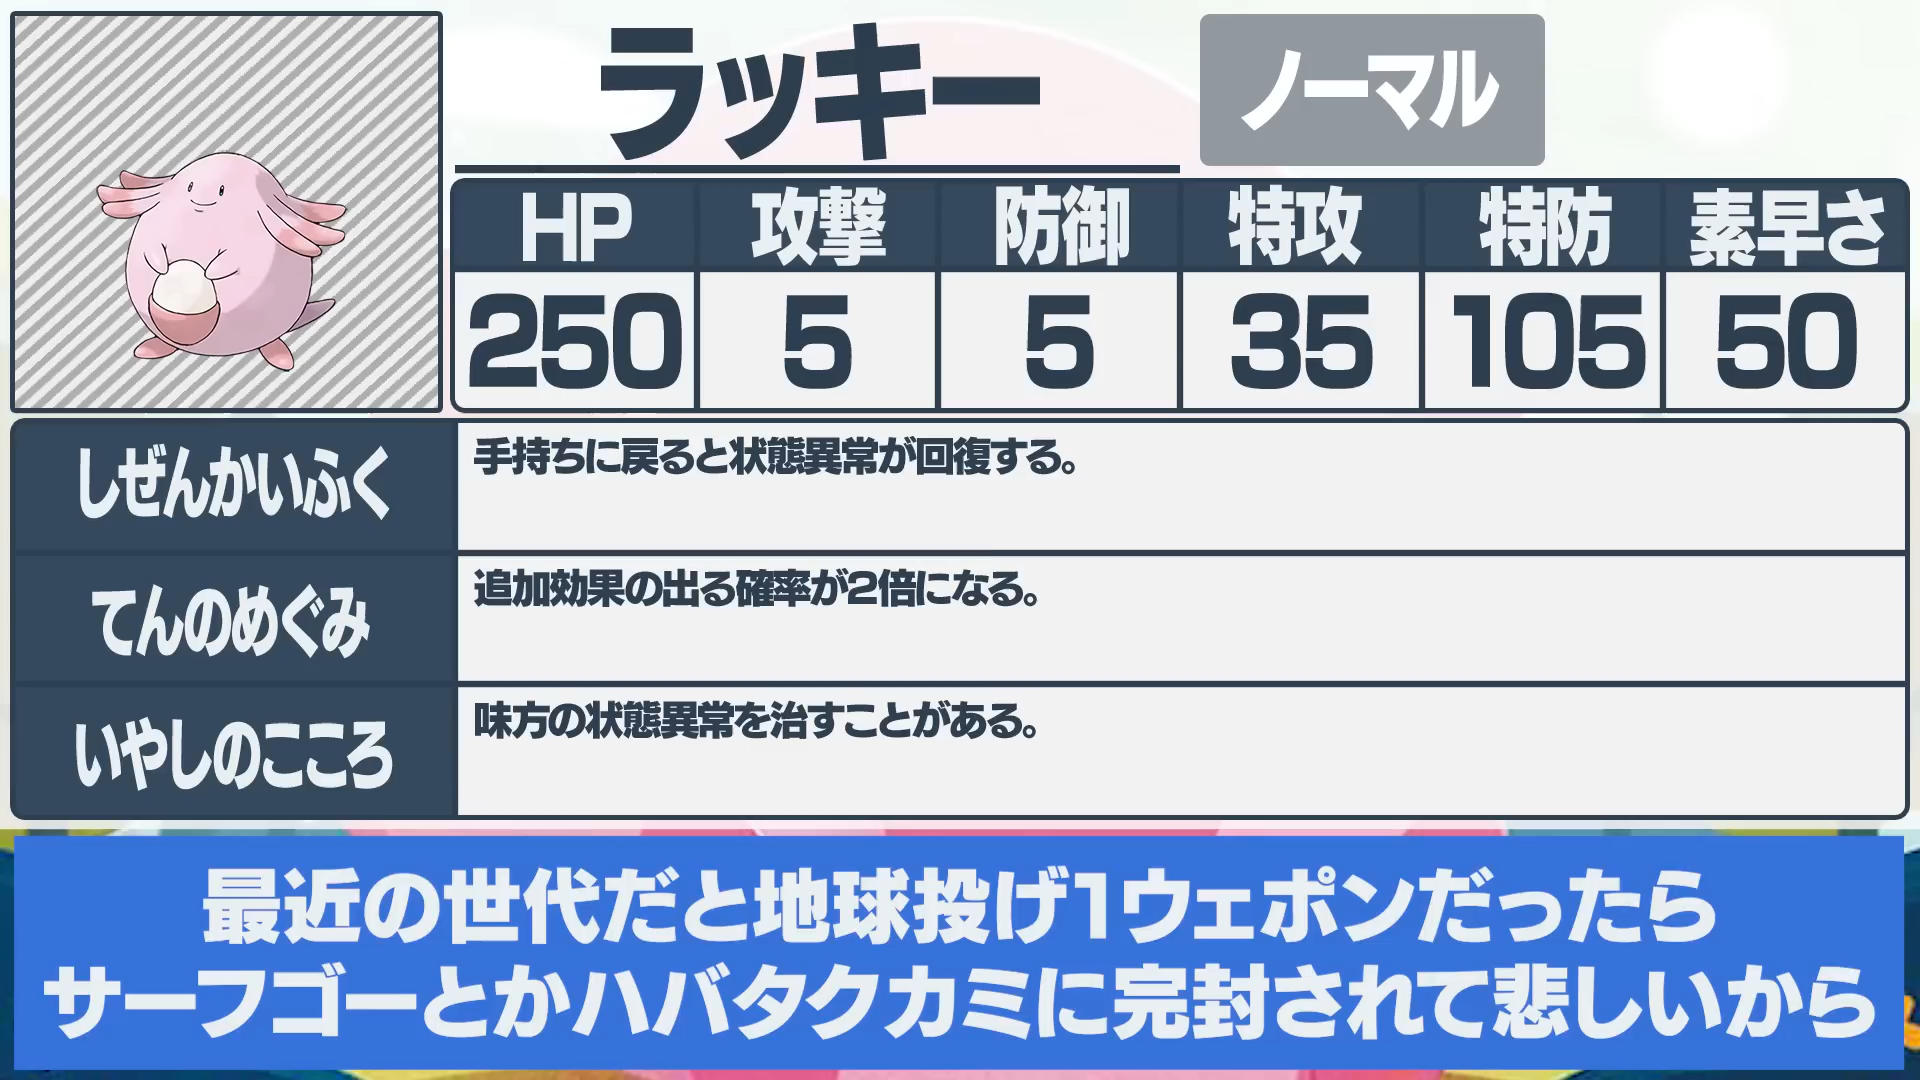 ラッキー
ノーマル
HP 攻撃 防御 特攻 特防 素早さ
250 5 5 35 105 50
しぜんかいふく
手持ちに戻ると状態異常が回復する。
てんのめぐみ
追加効果の出る確率が2倍になる。
いやしのこころ
味方の状態異常を治すことがある。
最近の世代だと地球投げ1ウェポンだったら
サーフゴーとかハバタクカミに完封されて悲しいから